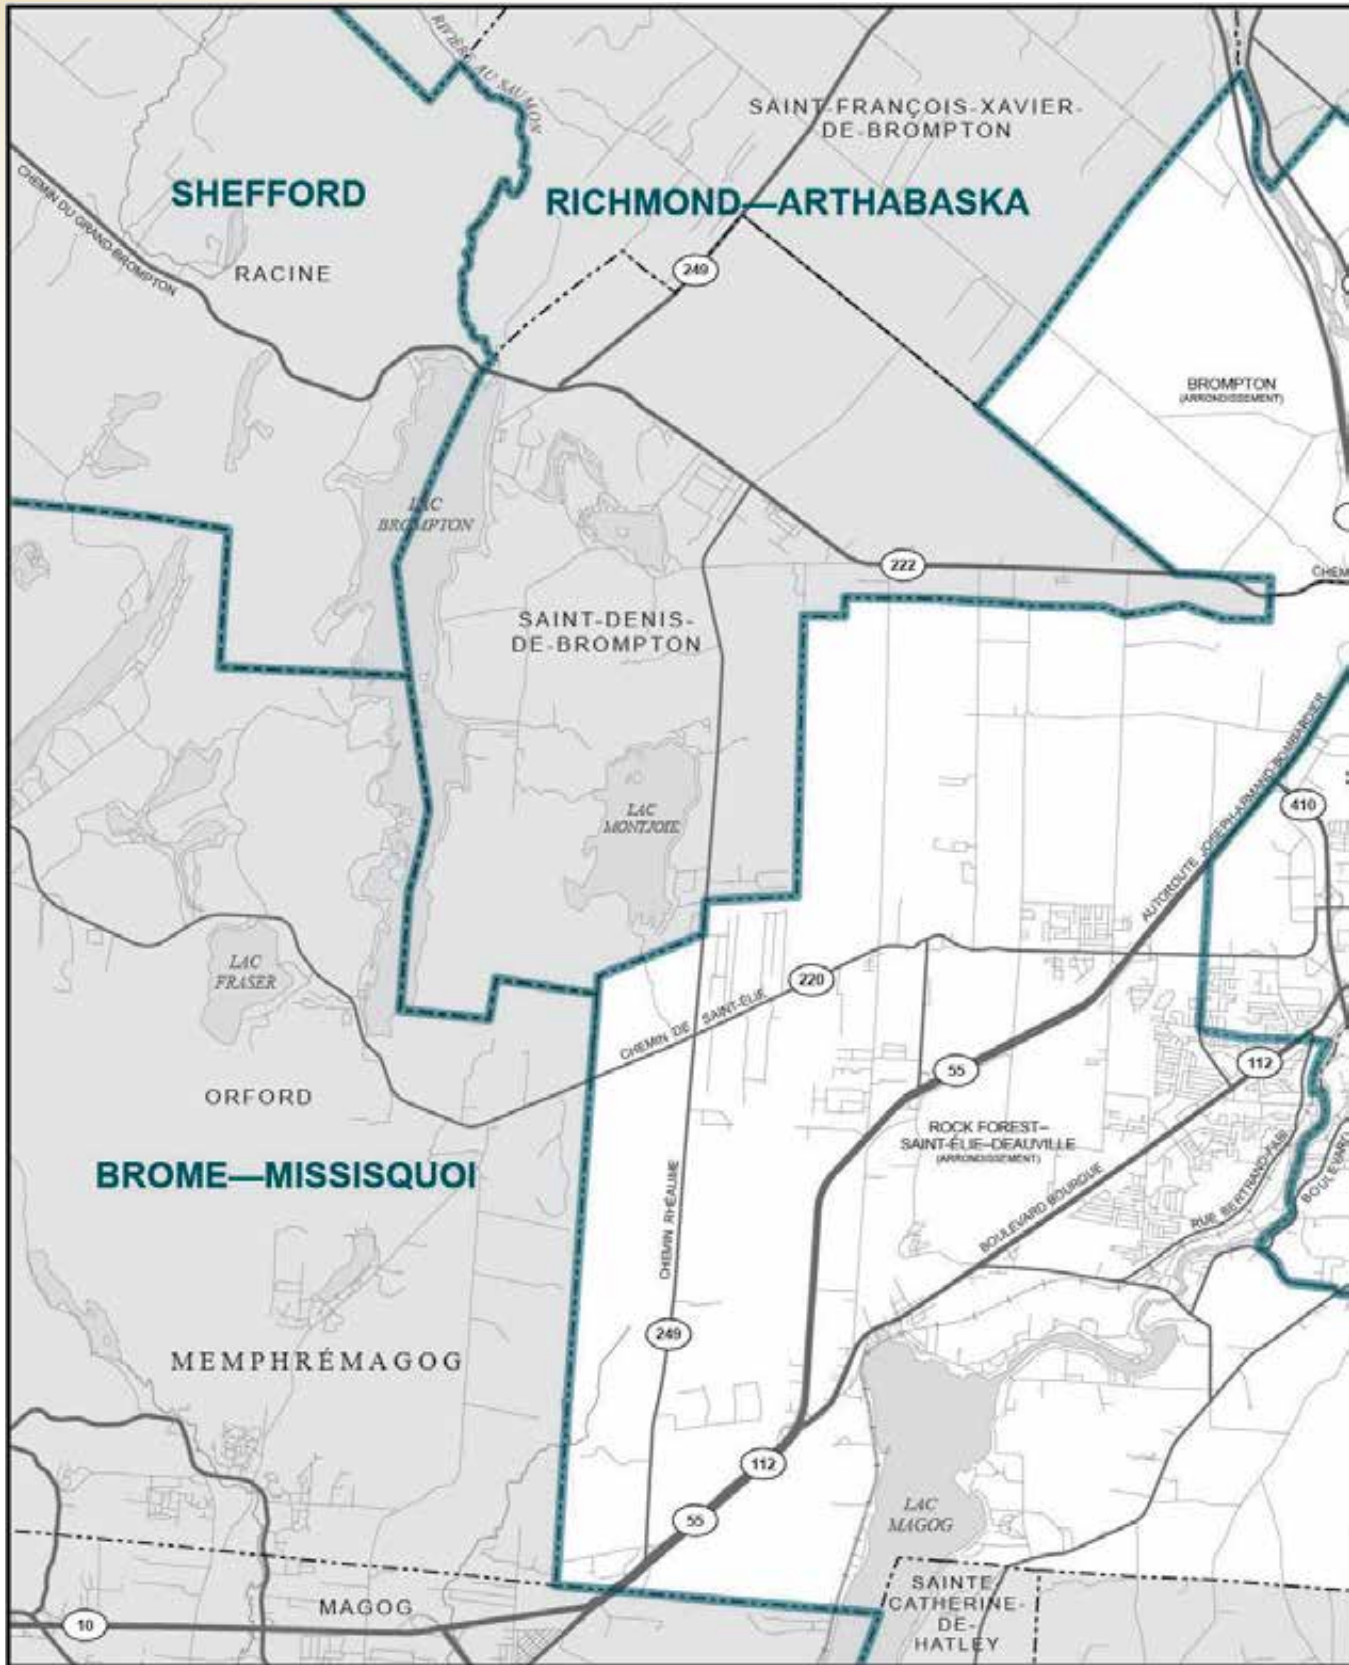 RIVIÈRE AU SAUMON
SAINT-FRANÇOIS-XAVIER-
DE-BROMPTON
CHEMIN DU GRAND-BROMPTON
SHEFFORD
RICHMOND—ARTHABASKA
RACINE
249
BROMPTON
(ARRONDISSEMENT)
LAC
BROMPTON
222
CHEM
SAINT-DENIS-
DE-BROMPTON
AUTOROUTE JOSEPH-ARMAND-BOMBARDIER
410
LAC
MONTJOIE
LAC
FRASER
220
CHEMIN DE SAINT-ÉLIE
55
112
ORFORD
ROCK FOREST–
SAINT-ÉLIE–DEAUVILLE
(ARRONDISSEMENT)
BROME—MISSISQUOI
CHEMIN RHÉAUME
BOULEVARD BOURQUE
RUE BERTRAND-FABI
BOULEVARD
249
MEMPHRÉMAGOG
112
55
LAC
MAGOG
MAGOG
10
SAINTE-
CATHERINE-
DE-
HATLEY